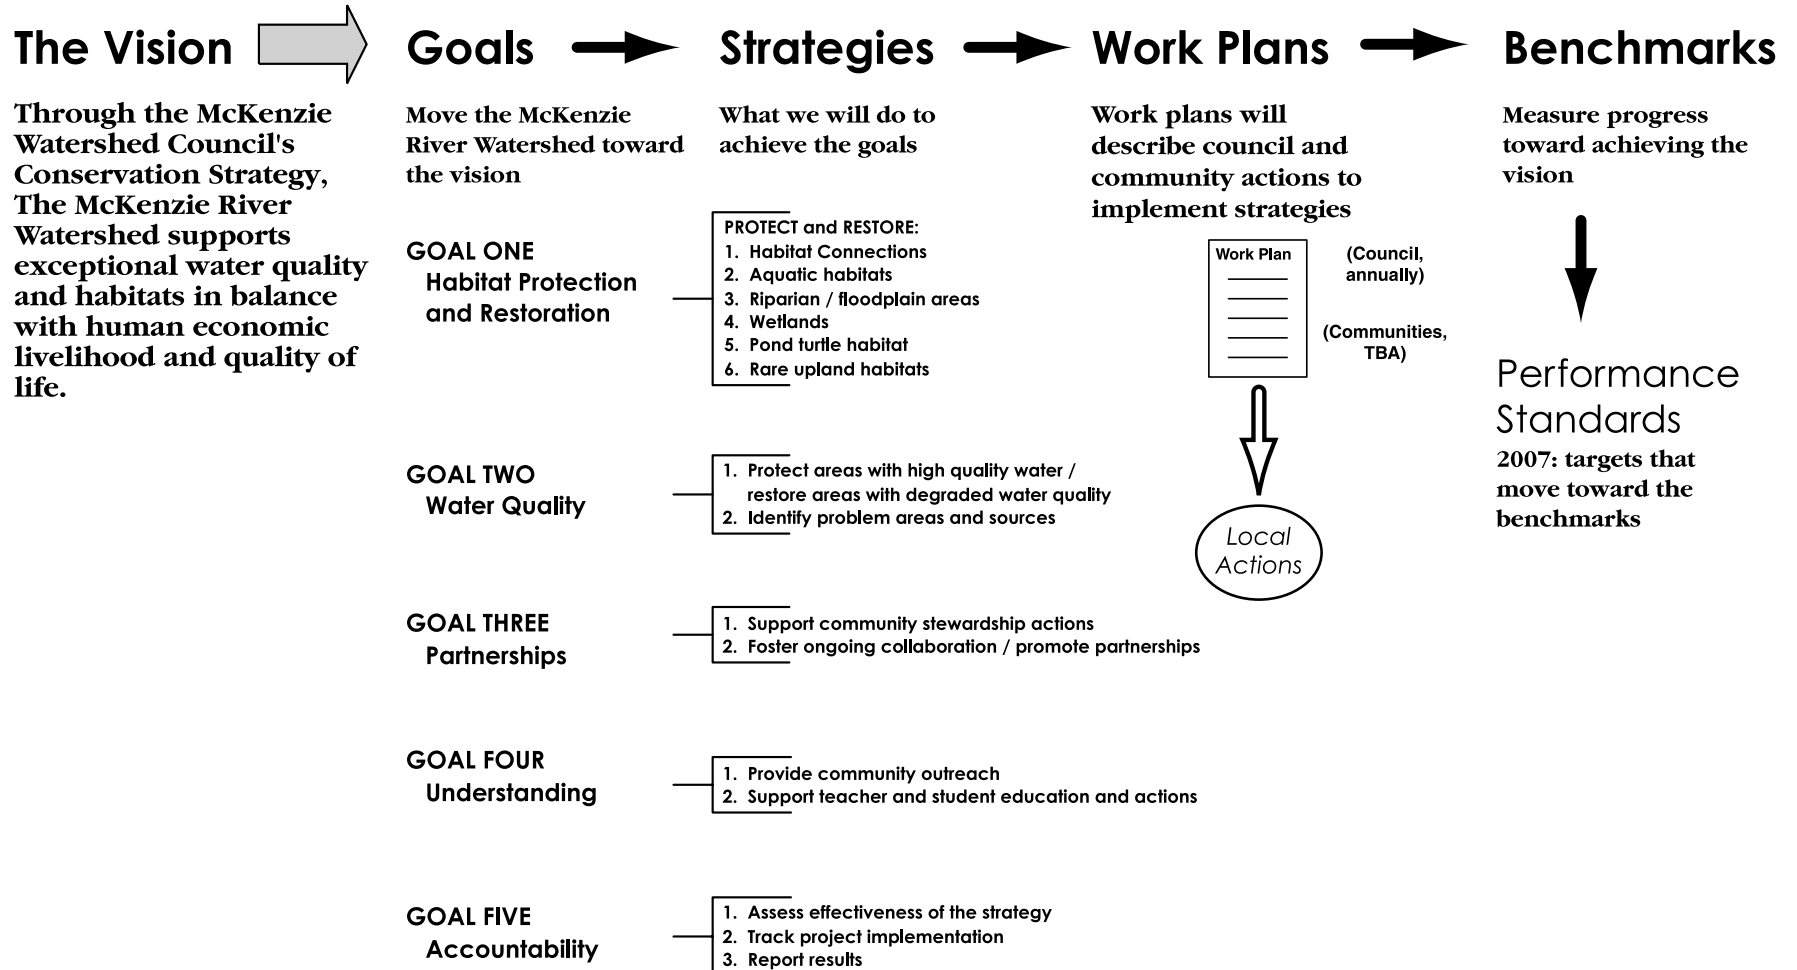 The Vision
Through the McKenzie
Watershed Council's
Conservation Strategy,
The McKenzie River
Watershed supports
exceptional water quality
and habitats in balance
with human economic
livelihood and quality of
life.
Goals
Move the McKenzie
River Watershed toward
the vision
Strategies
What we will do to
achieve the goals
GOAL ONE
Habitat Protection
and Restoration
PROTECT and RESTORE:
1. Habitat Connections
2. Aquatic habitats
3. Riparian / floodplain areas
4. Wetlands
5. Pond turtle habitat
6. Rare upland habitats
GOAL TWO
Water Quality
1. Protect areas with high quality water /
restore areas with degraded water quality
2. Identify problem areas and sources
GOAL THREE
Partnerships
1. Support community stewardship actions
2. Foster ongoing collaboration / promote partnerships
GOAL FOUR
Understanding
1. Provide community outreach
2. Support teacher and student education and actions
GOAL FIVE
Accountability
1. Assess effectiveness of the strategy
2. Track project implementation
3. Report results
Work Plans
Work plans will
describe council and
community actions to
implement strategies
Work Plan
(Council,
annually)
(Communities,
TBA)
Local
Actions
Benchmarks
Measure progress
toward achieving the
vision
Performance
Standards
2007: targets that
move toward the
benchmarks